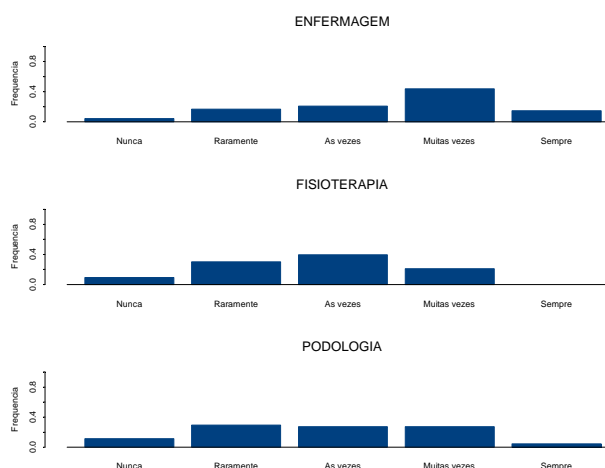 ENFERMAGEM
Frequencia
0.8
0.4
0.0
Nunca Raramente As vezes Muitas vezes Sempre
FISIOTERAPIA
Frequencia
0.8
0.4
0.0
Nunca Raramente As vezes Muitas vezes Sempre
PODOLOGIA
Frequencia
0.8
0.4
0.0
Nunca Raramente As vezes Muitas vezes Sempre